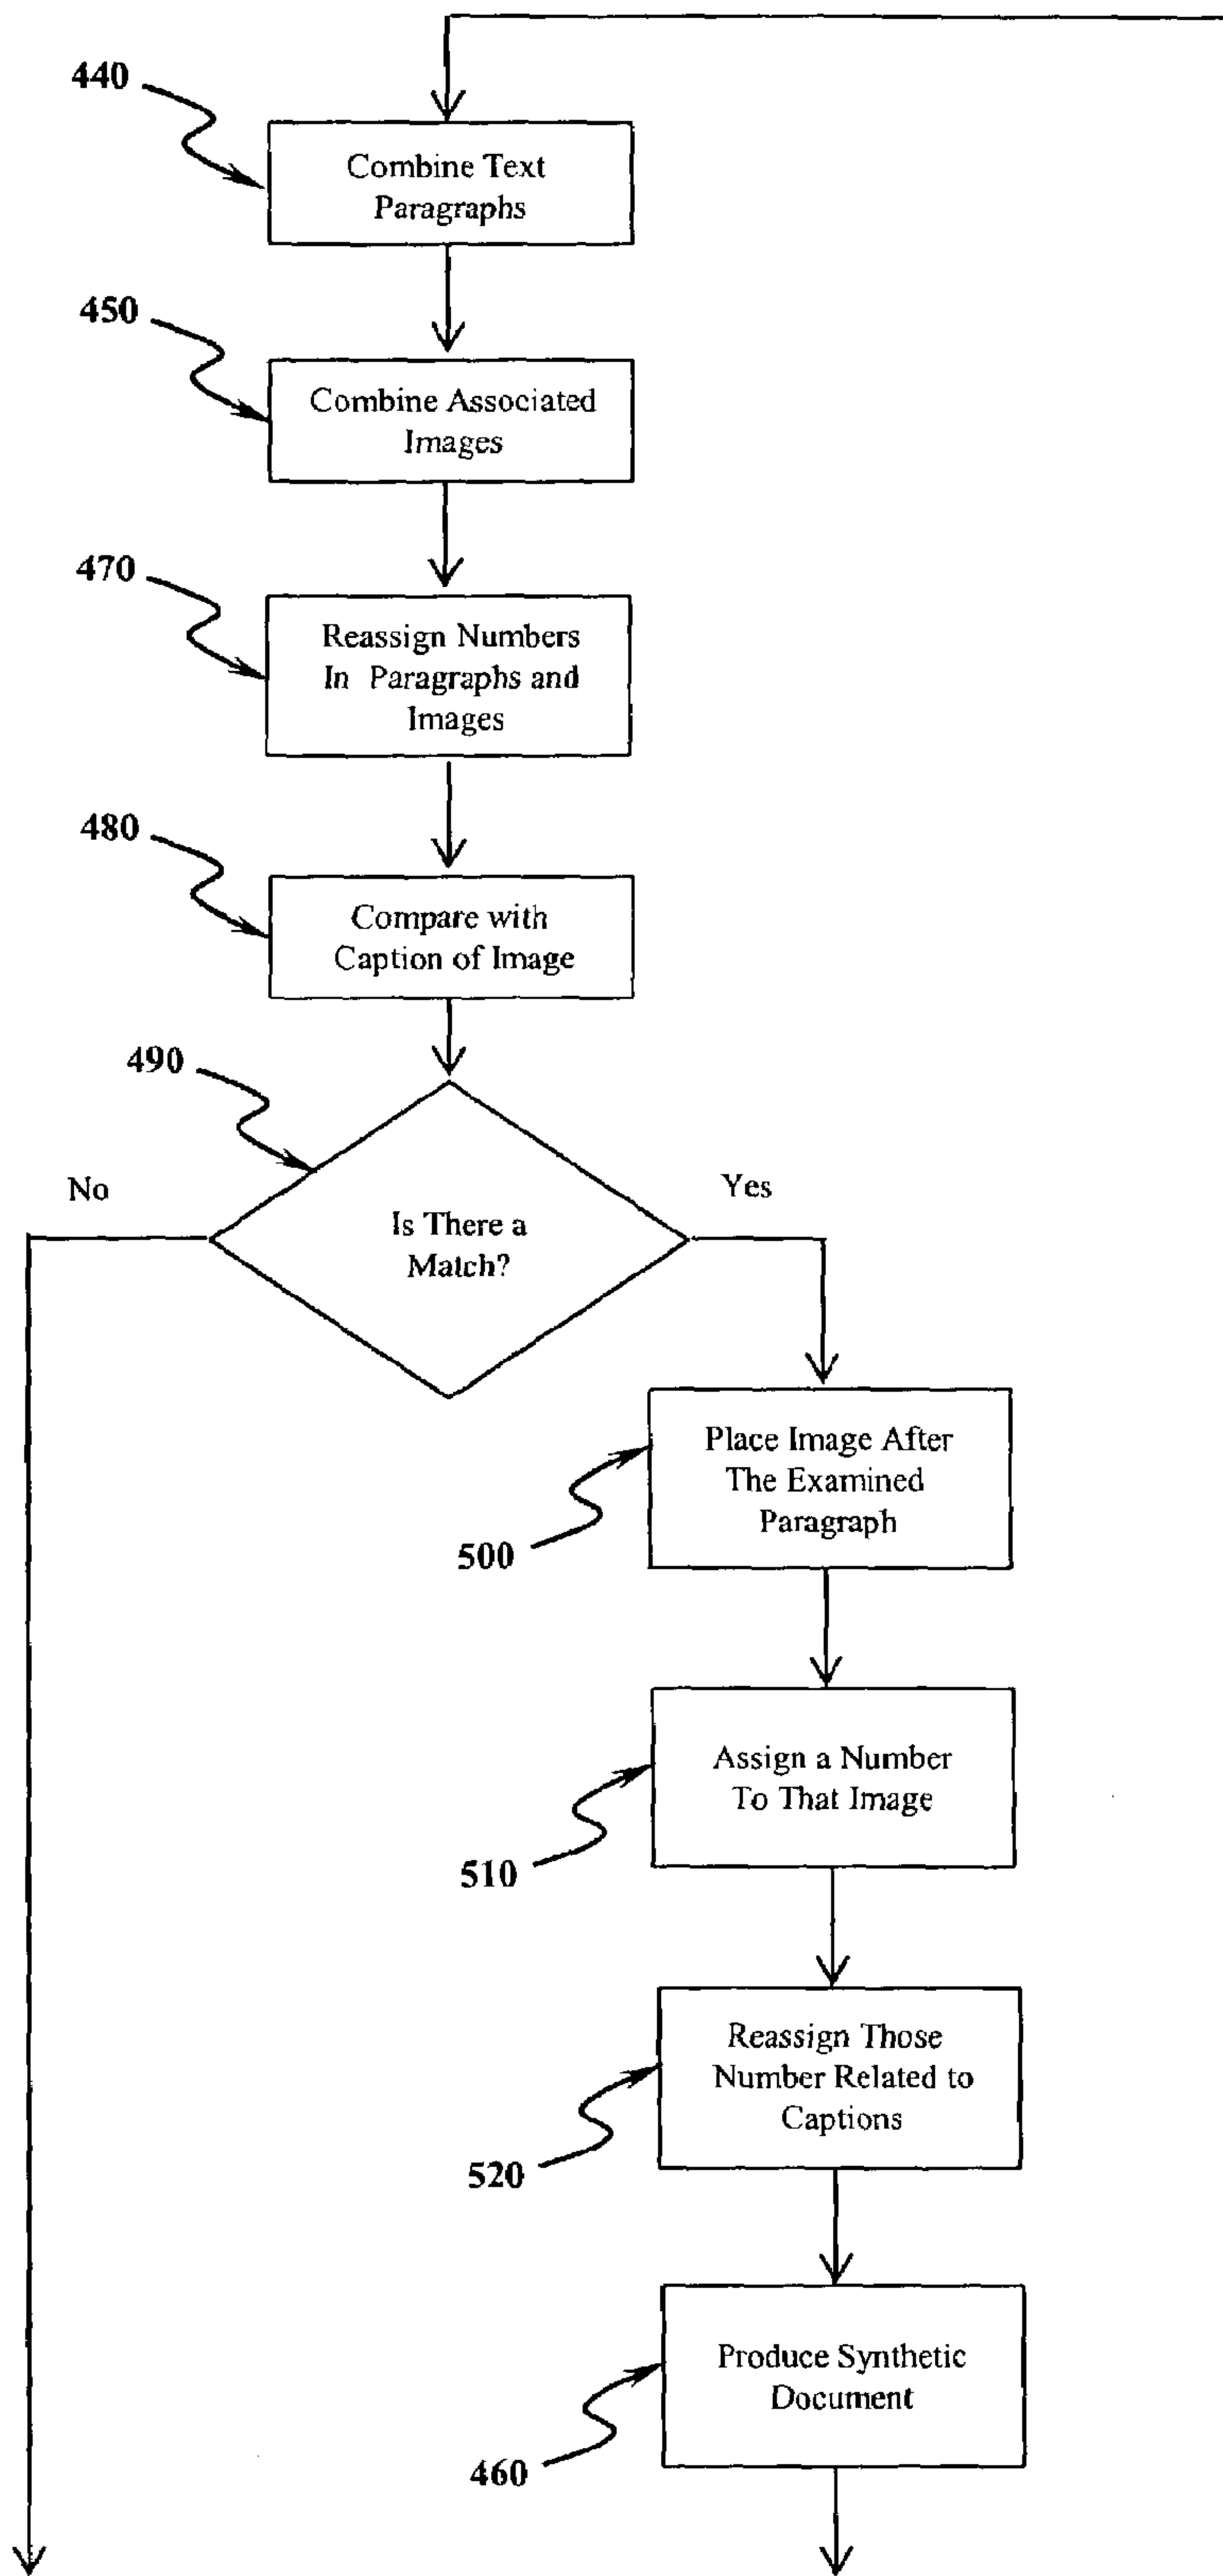 440
Combine Text
Paragraphs
450
Combine Associated
Images
470
Reassign Numbers
In Paragraphs and
Images
480
Compare with
Caption of Image
490
No
Yes
Is There a
Match?
Place Image After
The Examined
Paragraph
500
Assign a Number
To That Image
510
Reassign Those
Number Related to
Captions
520
Produce Synthetic
Document
460